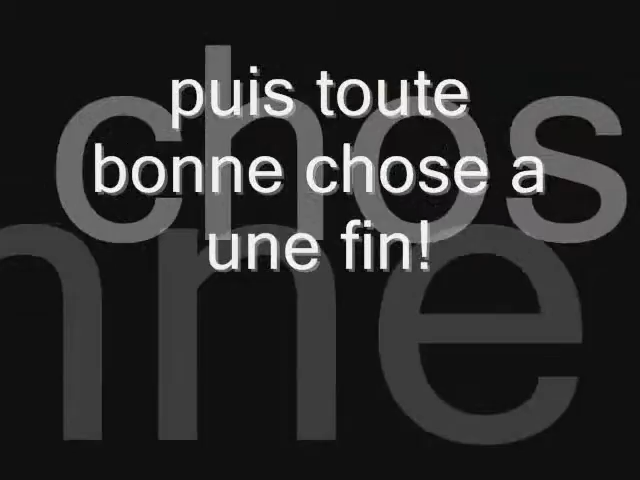 puis toute
bonne chose a
une fin!
chos
nne